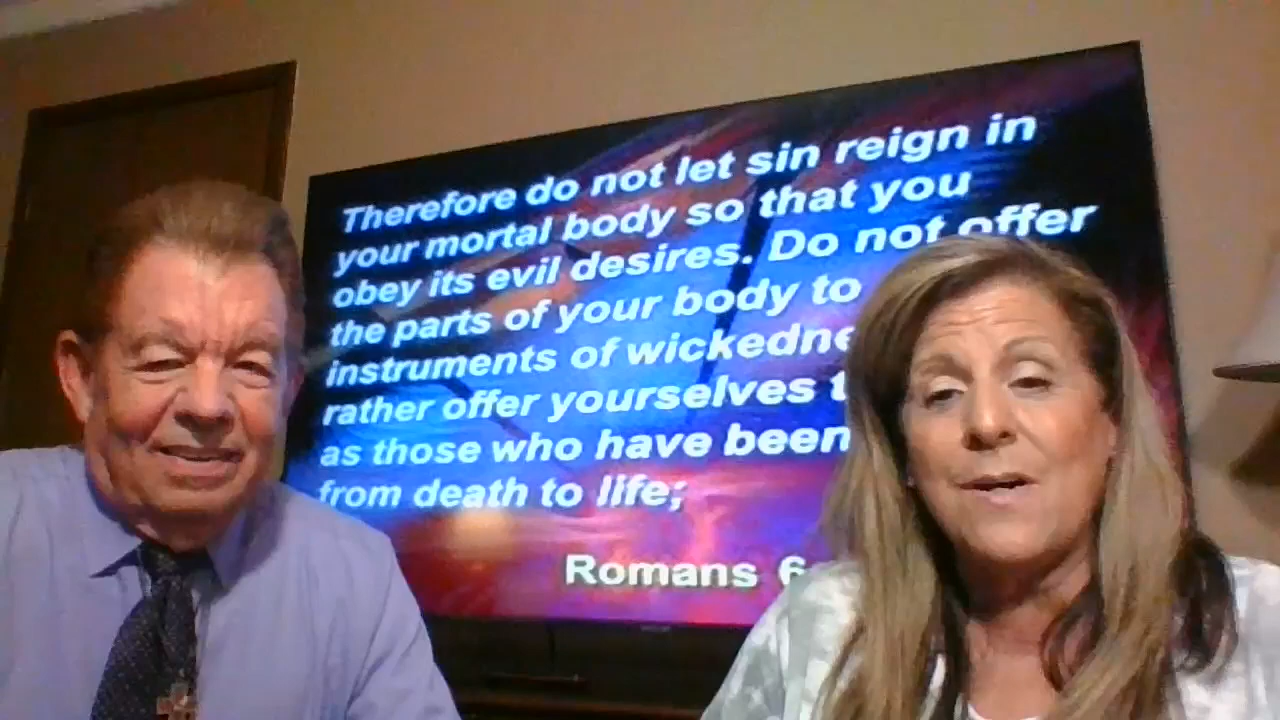 Therefore do not let sin reign in
your mortal body so that you
obey its evil desires. Do not offer
the parts of your body to
instruments of wickedne
rather offer yourselves t
as those who have been
from death to life;
Romans 6